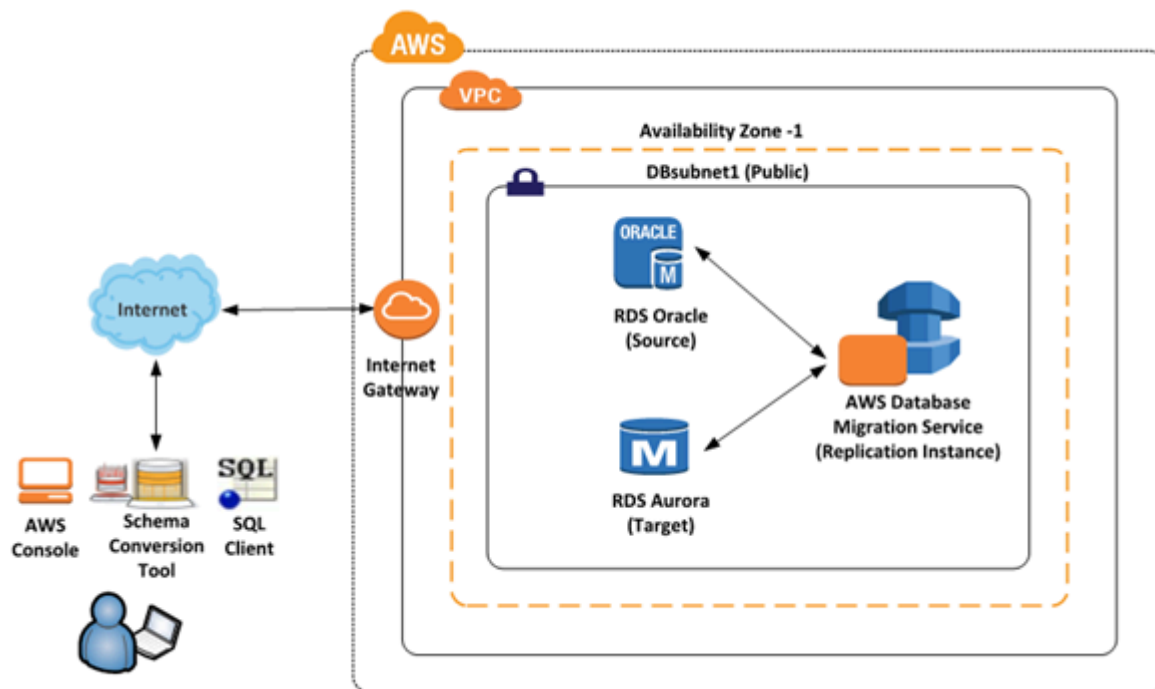 AWS
VPC
Availability Zone -1
DBsubnet1 (Public)
ORACLE
M
RDS Oracle
(Source)
Internet
Internet
Gateway
AWS Database
Migration Service
(Replication Instance)
M
RDS Aurora
(Target)
SQL
AWS
Console
Schema
Conversion
Tool
SQL
Client